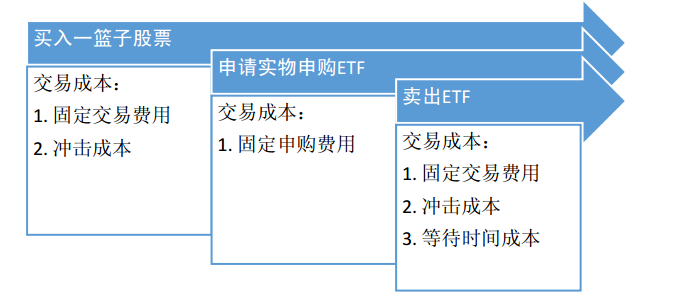 买入一篮子股票
交易成本：
1. 固定交易费用
2. 冲击成本
申请实物申购ETF
交易成本：
1. 固定申购费用
卖出ETF
交易成本：
1. 固定交易费用
2. 冲击成本
3. 等待时间成本